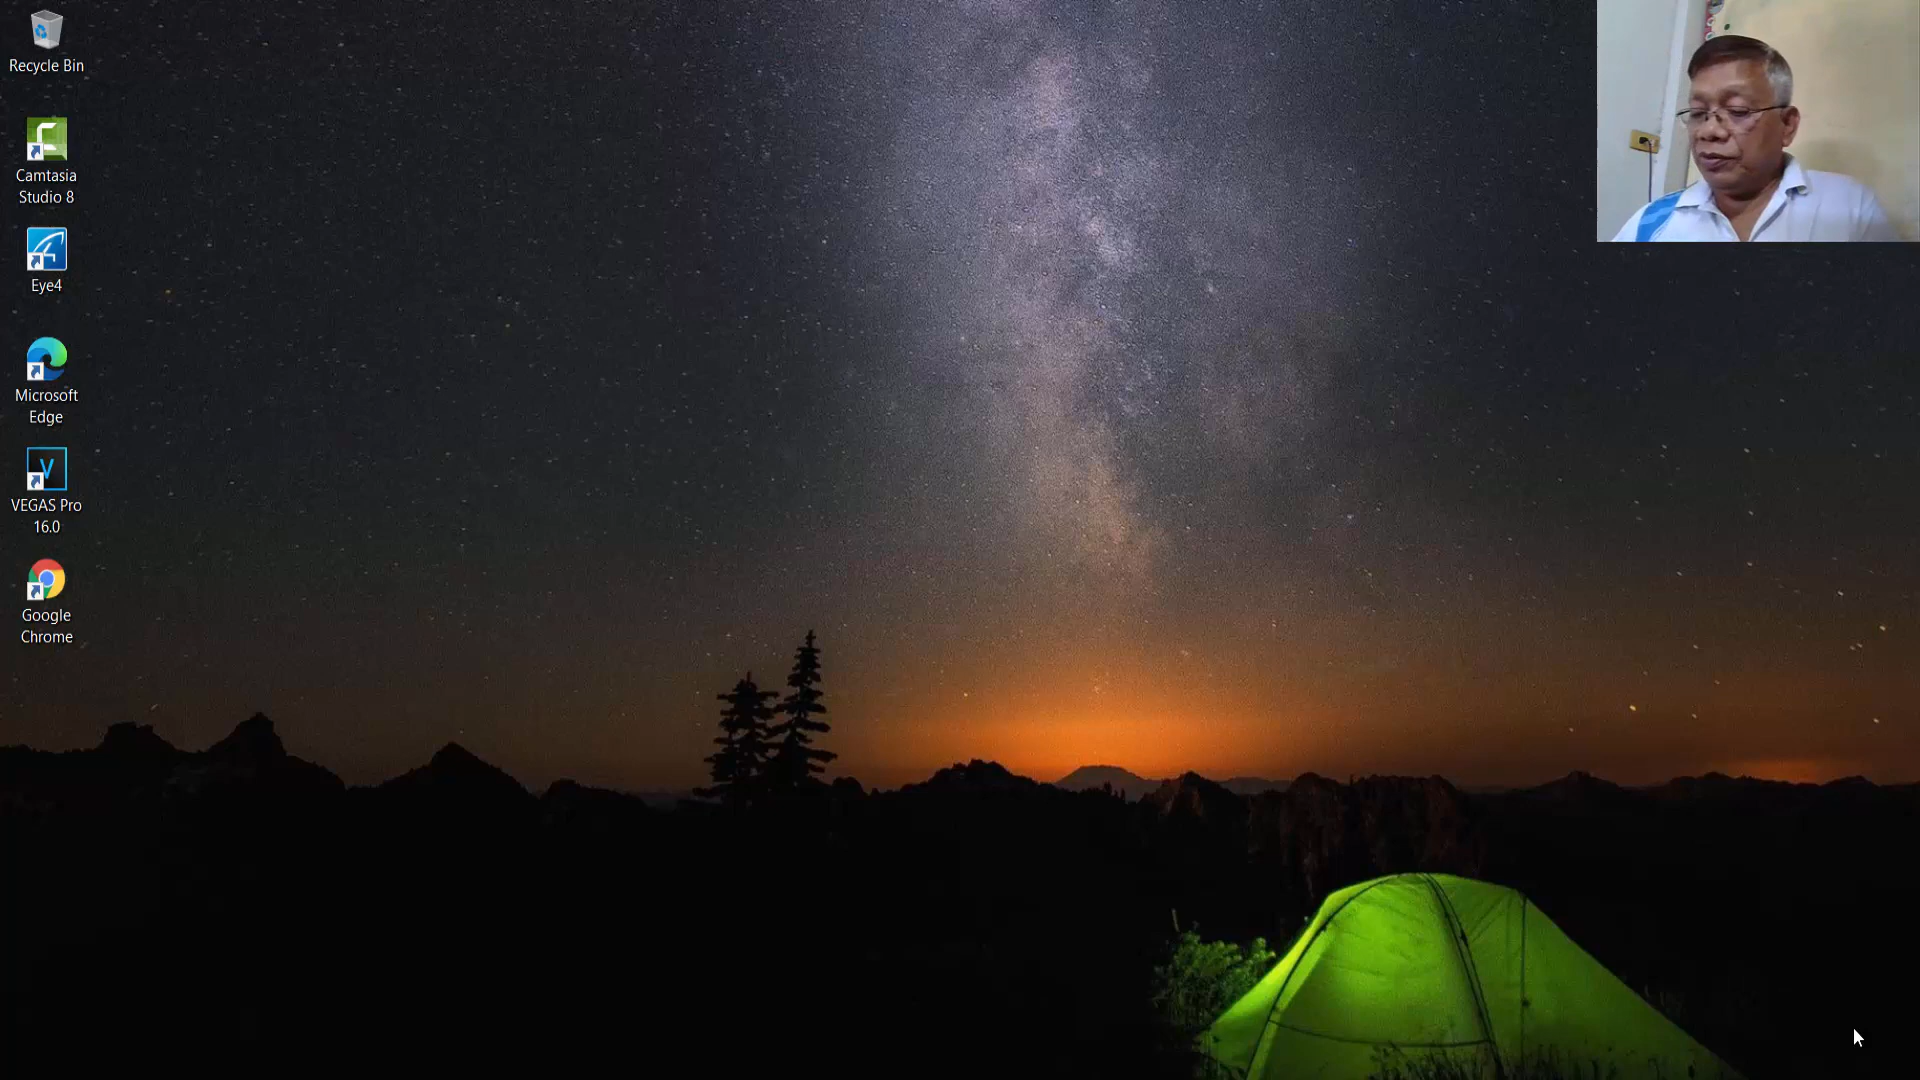 Recycle Bin
Camtasia
Studio 8
Eye4
Microsoft
Edge
VEGAS Pro
16.0
Google
Chrome